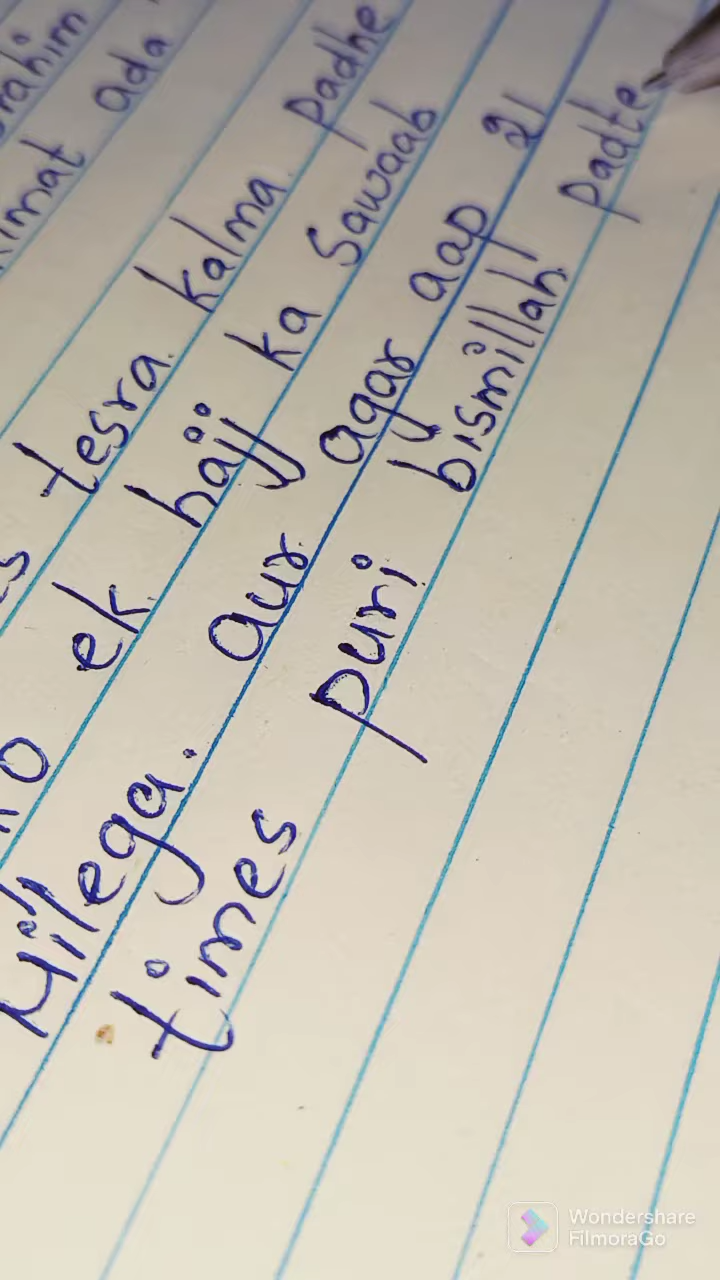 ada
tesra kalma padhe
ek hajj ka Sawaab
Milega. aur agar aap 21
times puri bismillah padte
Wondershare
FilmoraGo